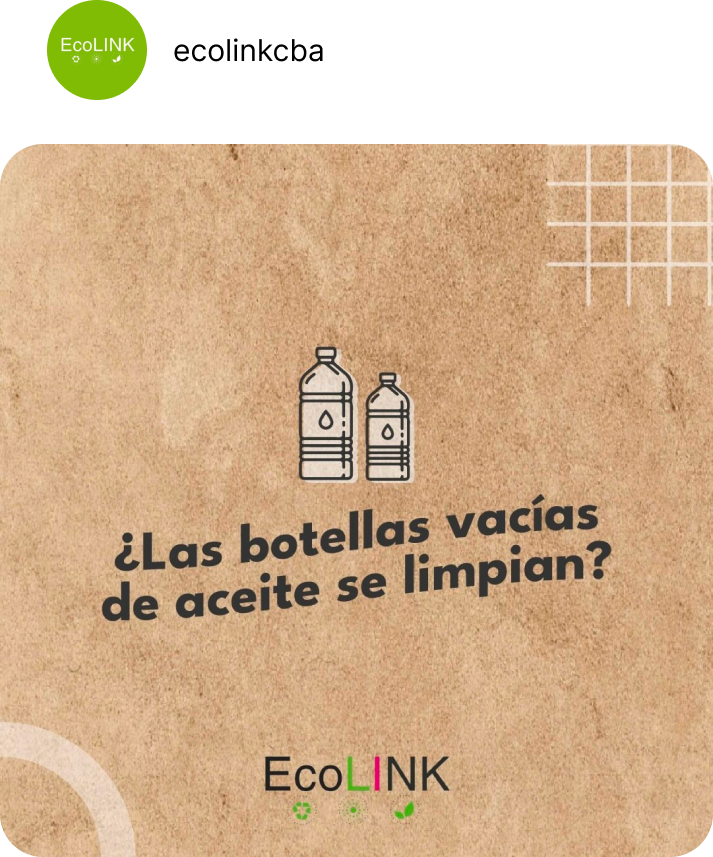 EcoLINK
ecolinkcba
¿Las botellas vacías
de aceite se limpian?
EcoLINK